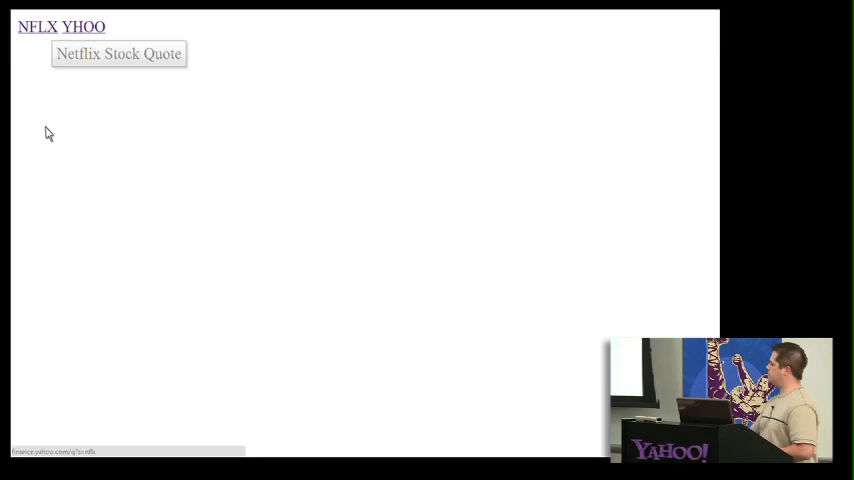 NFLX YHOO
Netflix Stock Quote
finance.yahoo.com/q?s=nflx
YAHOO!